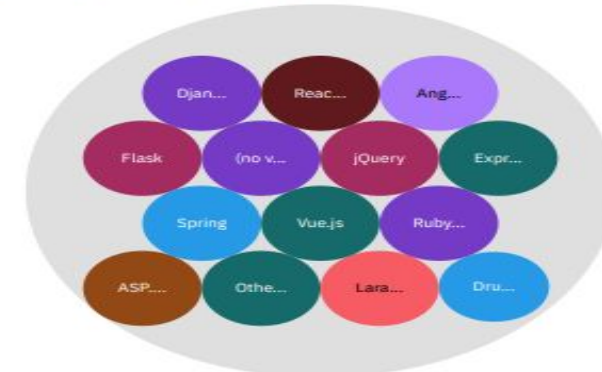 Djan... Reac... Ang...
Flask (no v... jQuery Expr...
Spring Vue.js Ruby...
ASP.... Othe... Lara... Dru...